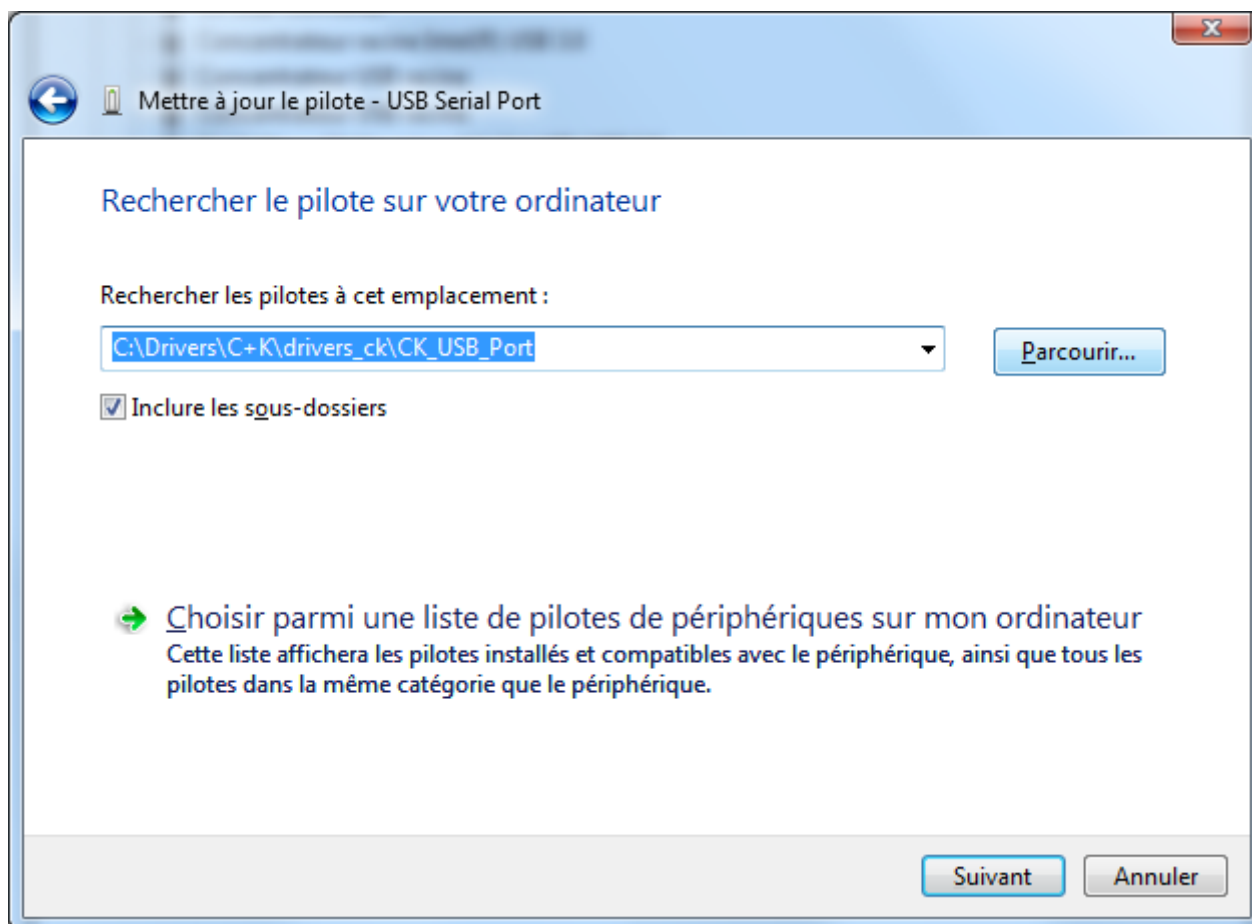 Mettre à jour le pilote - USB Serial Port
Rechercher le pilote sur votre ordinateur
Rechercher les pilotes à cet emplacement :
C:\Drivers\C+K\drivers_ck\CK_USB_Port
Parcourir...
Inclure les sous-dossiers
Choisir parmi une liste de pilotes de périphériques sur mon ordinateur
Cette liste affichera les pilotes installés et compatibles avec le périphérique, ainsi que tous les
pilotes dans la même catégorie que le périphérique.
Suivant
Annuler